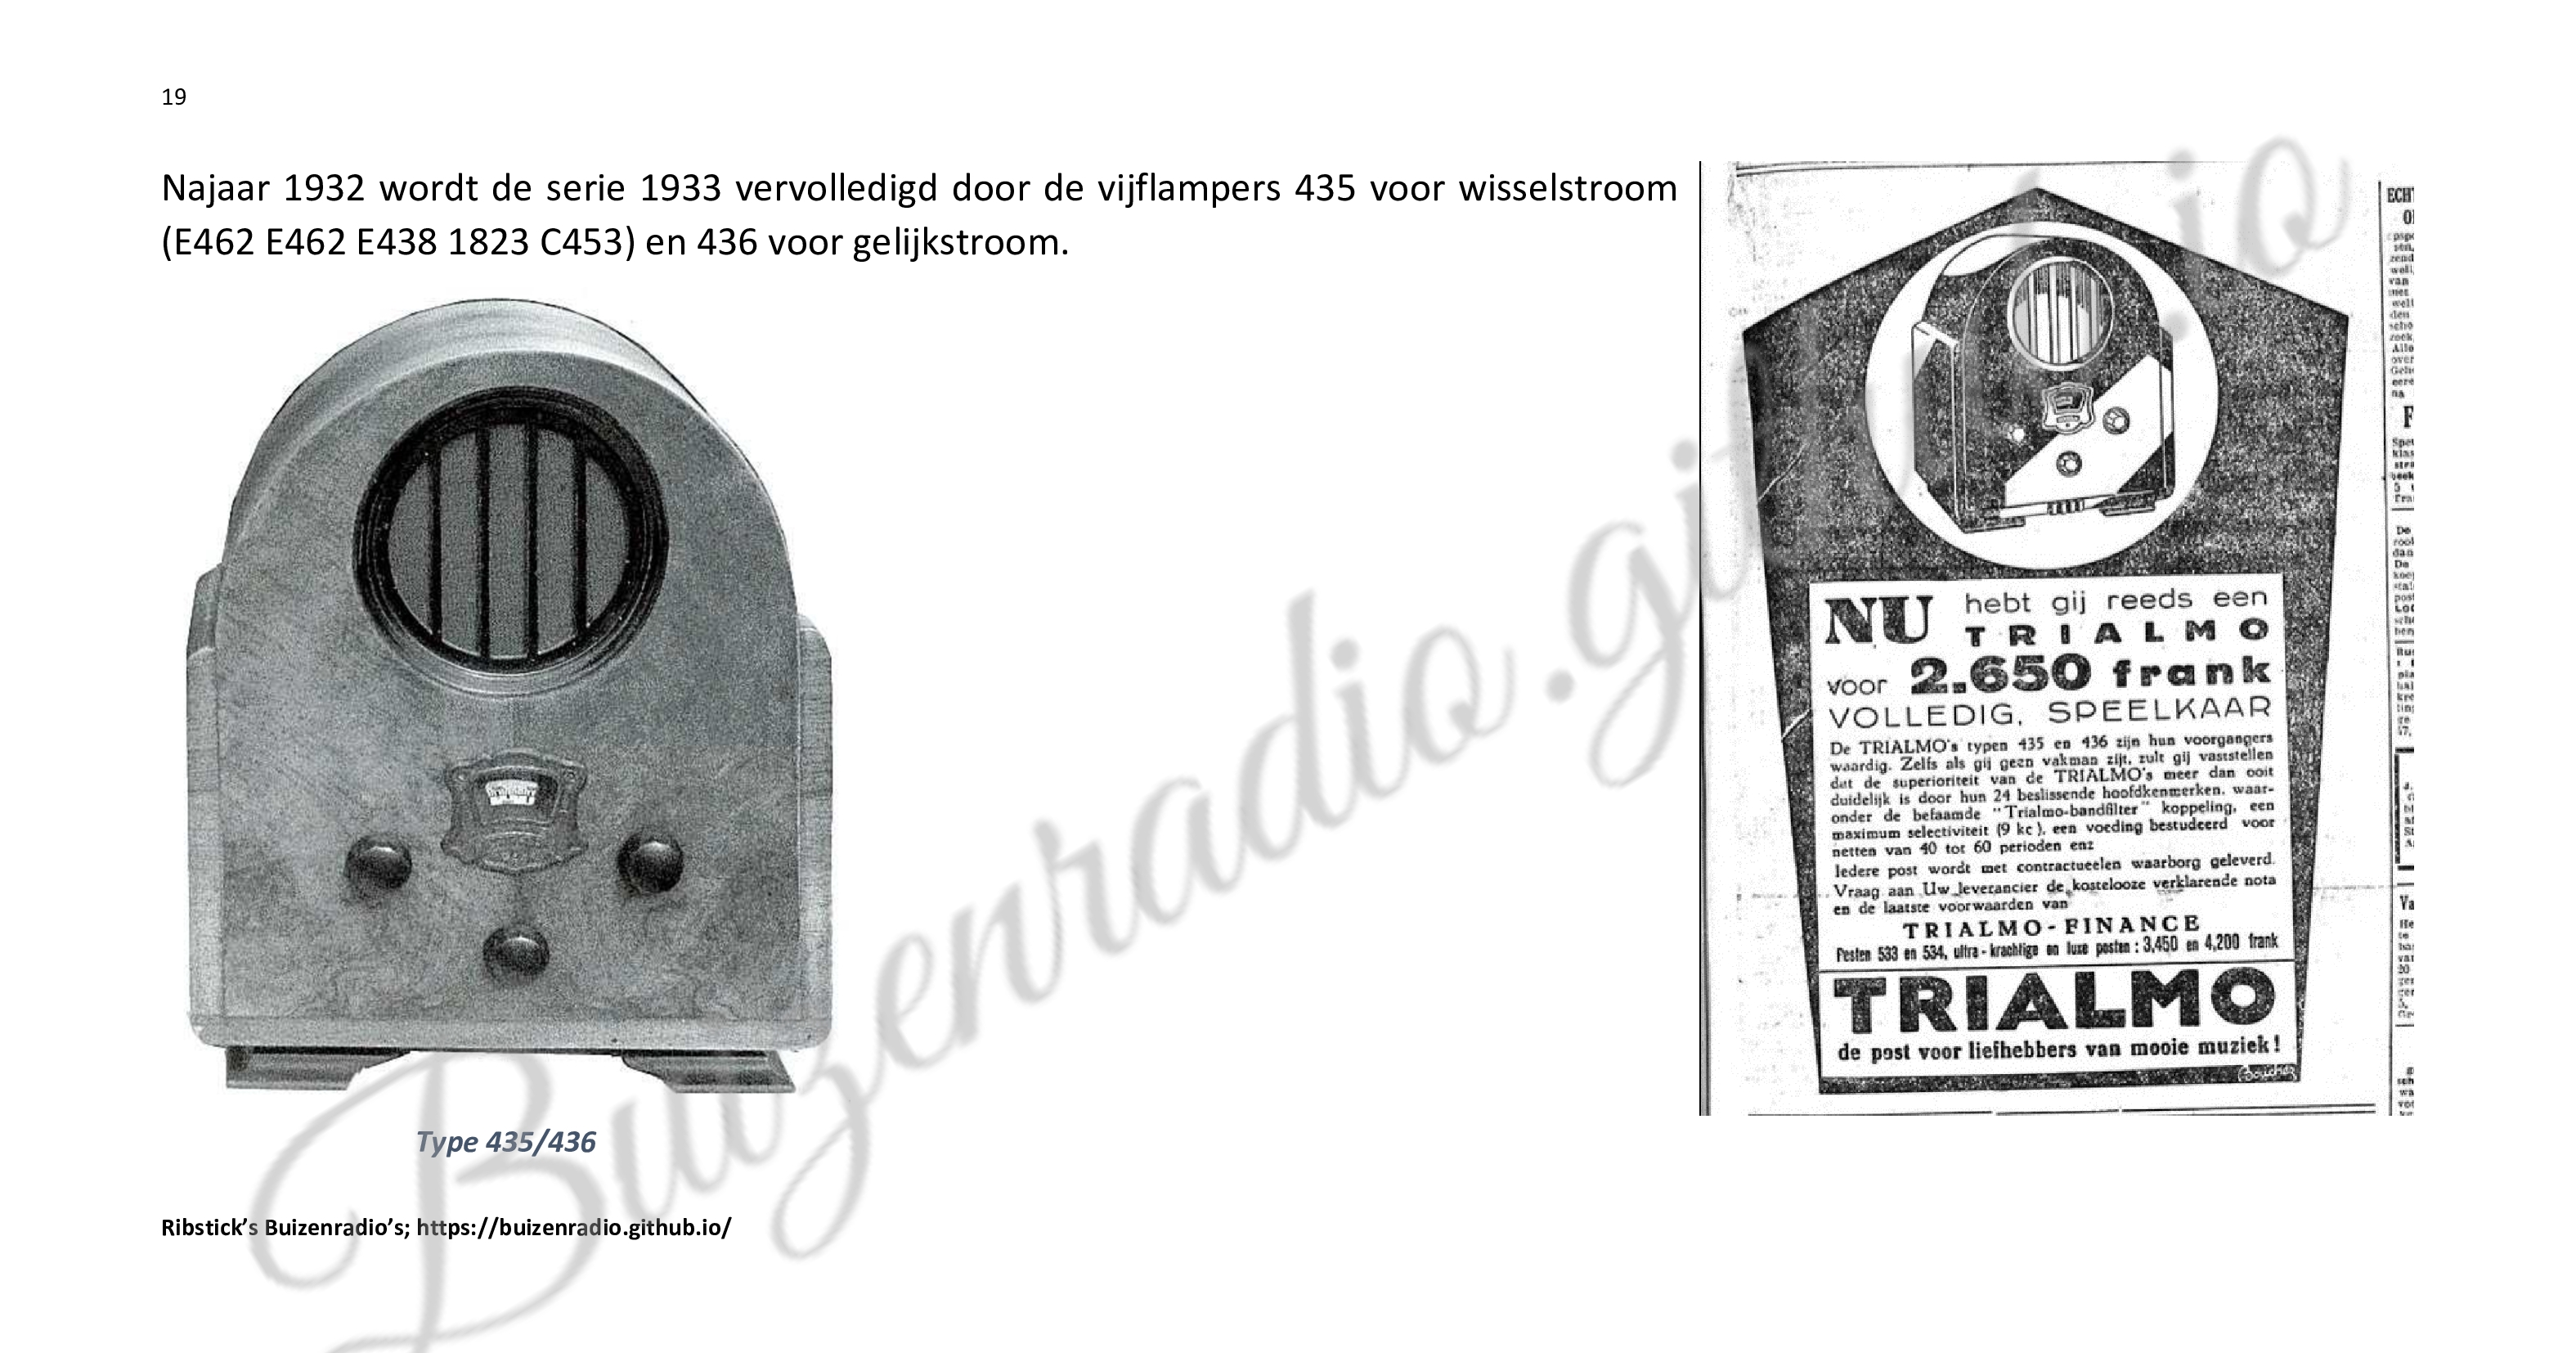 19
Najaar 1932 wordt de serie 1933 vervolledigd door de vijflampers 435 voor wisselstroom
(E462 E462 E438 1823 C453) en 436 voor gelijkstroom.
Type 435/436
Ribstick's Buizenradio's; https://buizenradio.github.io/
Buizenradio.github.io
NU hebt gij reeds een
TRIALMO
voor 2.650 frank
VOLLEDIG, SPEELKAAR
De TRIALMO's typen 435 en 436 zijn hun voorgangers
waardig. Zelfs als gij geen vakman zijt, zult gij vaststellen
dat de superioriteit van de TRIALMO's meer dan ooit
duidelijk is door hun 24 beslissende hoofdkenmerken, waar-
onder de befaamde "Trialmo-bandfilter" koppeling, een
maximum selectiviteit (9 kc), een voeding bestudeerd voor
netten van 40 tot 60 perioden enz
Iedere post wordt met contractueelen waarborg geleverd.
Vraag aan Uw leverancier de kostelooze verklarende nota
en de laatste voorwaarden van
TRIALMO-FINANCE
Posten 533 en 534, ultra-krachtige en luxe posten : 3,450 en 4,200 frank
TRIALMO
de post voor liefhebbers van mooie muziek!